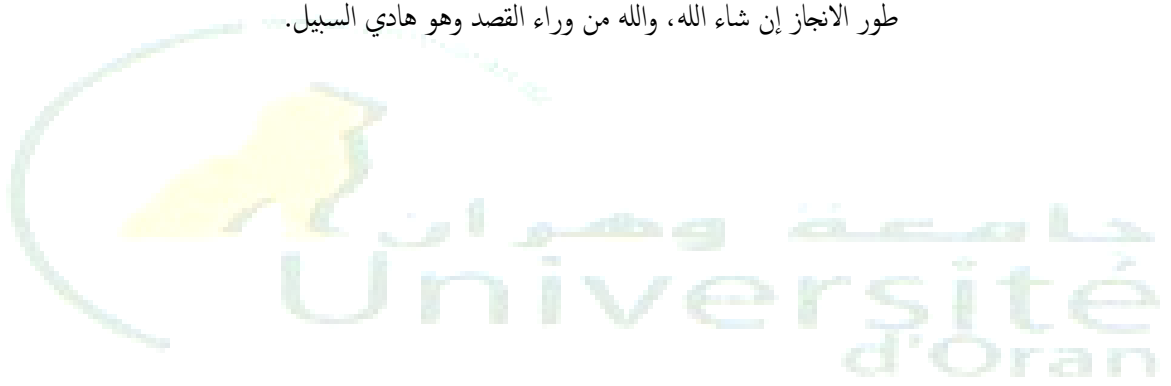 طور الانجاز إن شاء الله، والله من وراء القصد وهو هادي السبيل.
جامعة وهران
Université
d'Oran